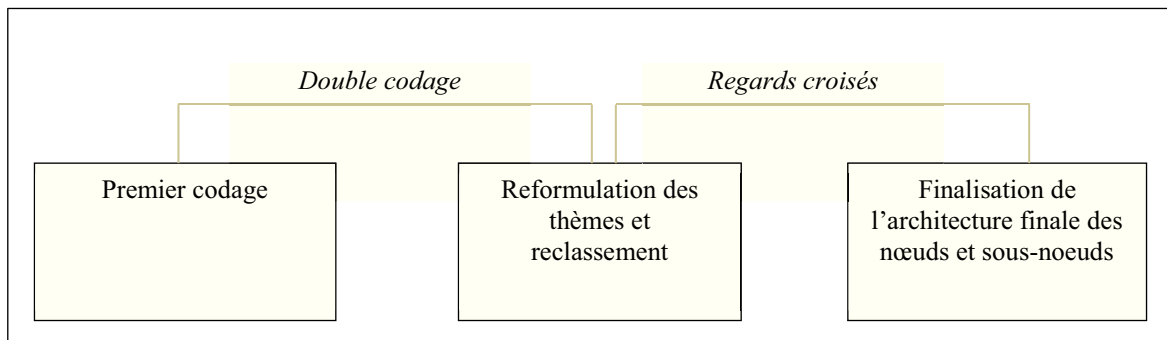 Double codage
Regards croisés
Premier codage
Reformulation des
thèmes et
reclassement
Finalisation de
l’architecture finale des
nœuds et sous-noeuds